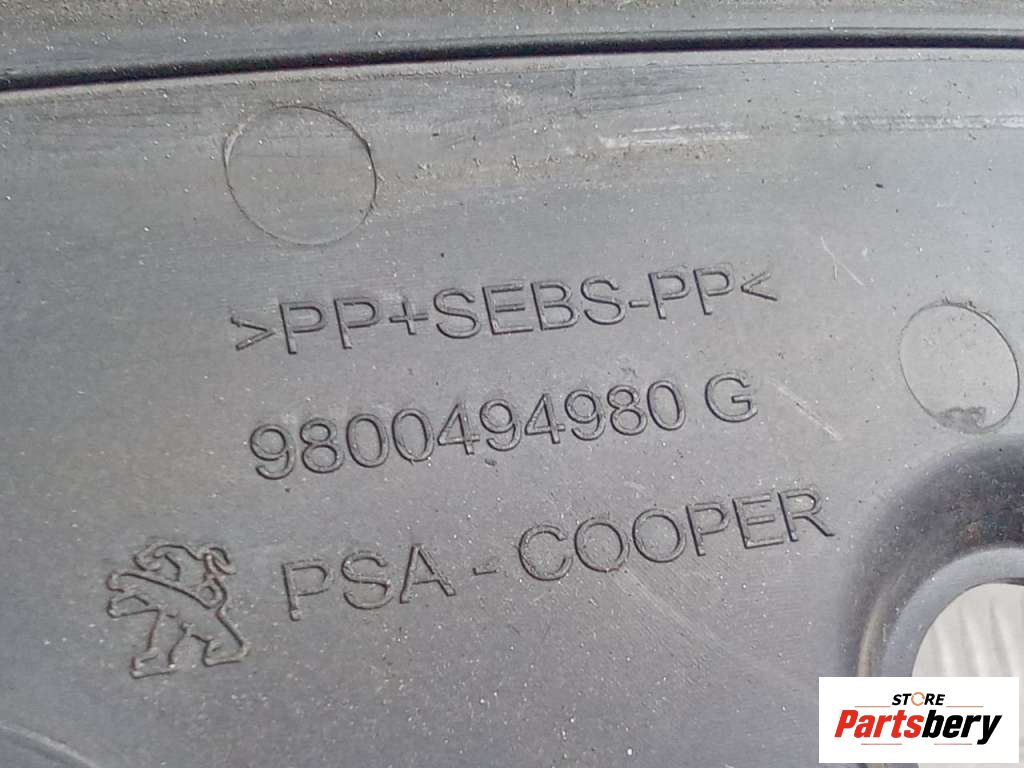 >PP+SEBS-PP<
9800494980 G
PSA - COOPER
STORE
Partsbery